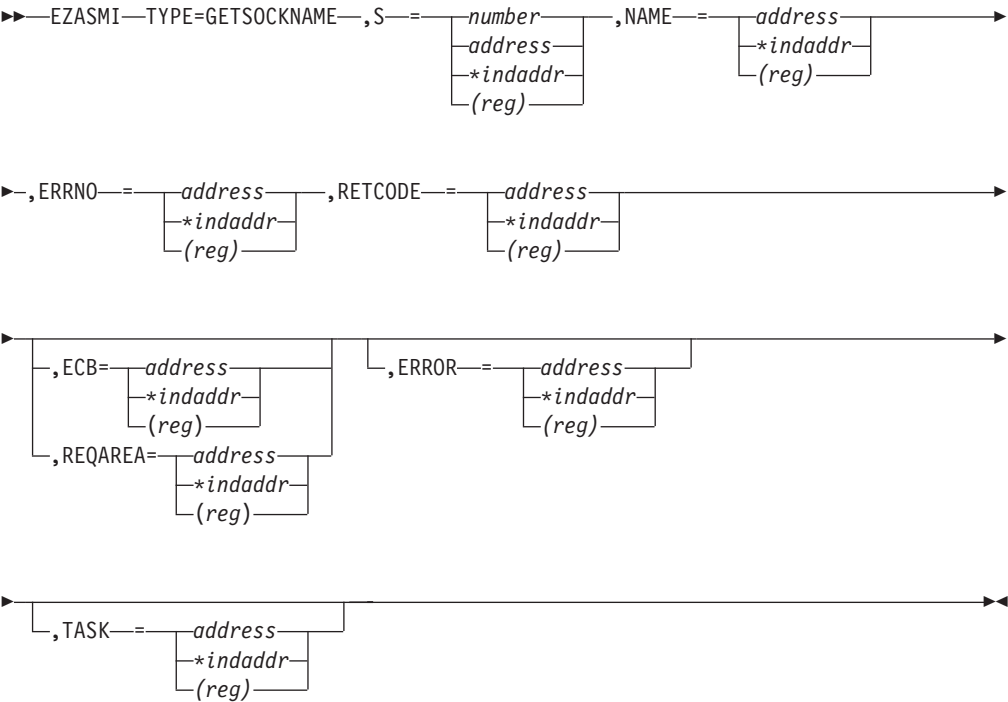 EZASMI TYPE=GETSOCKNAME ,S = number ,NAME = address
address *indaddr
*indaddr (reg)
(reg)
,ERRNO = address ,RETCODE = address
*indaddr *indaddr
(reg) (reg)
,ECB= address ,ERROR = address
*indaddr *indaddr
(reg) (reg)
,REQAREA= address
*indaddr
(reg)
,TASK = address
*indaddr
(reg)